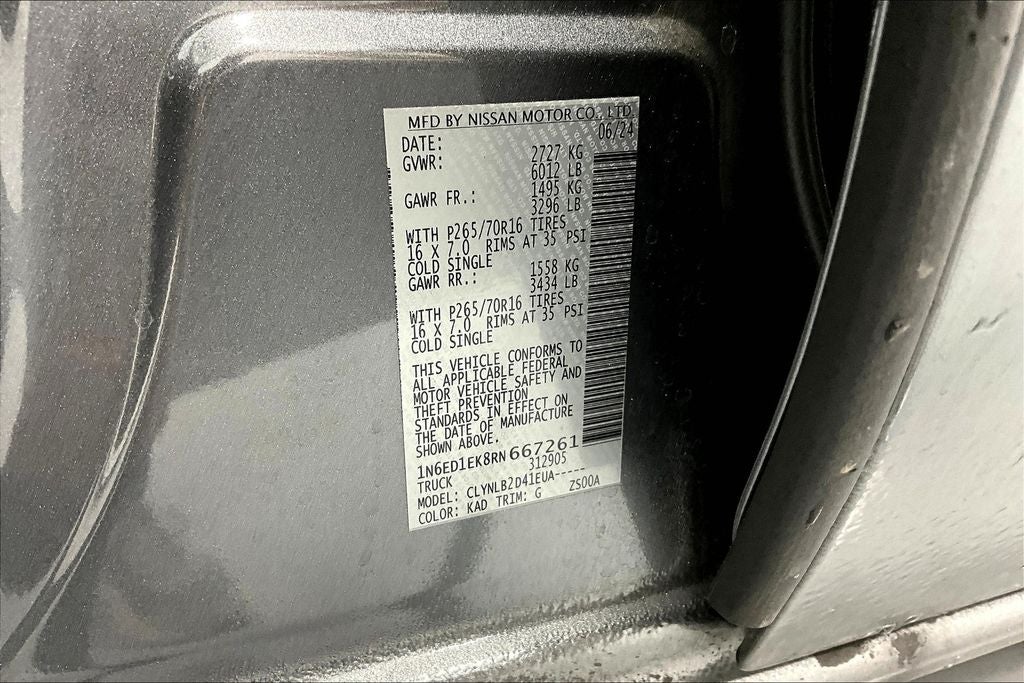 MFD BY NISSAN MOTOR CO., LTD.
DATE: 06/24
GVWR: 2727 KG
6012 LB
GAWR FR.: 1495 KG
3296 LB
WITH P265/70R16 TIRES
16 X 7.0 RIMS AT 35 PSI
COLD SINGLE
GAWR RR.: 1558 KG
3434 LB
WITH P265/70R16 TIRES
16 X 7.0 RIMS AT 35 PSI
COLD SINGLE
THIS VEHICLE CONFORMS TO
ALL APPLICABLE FEDERAL
MOTOR VEHICLE SAFETY AND
THEFT PREVENTION
STANDARDS IN EFFECT ON
THE DATE OF MANUFACTURE
SHOWN ABOVE.
1N6ED1EK8RN667261
TRUCK 312905
MODEL: CLYNLB2D41EUA-----
COLOR: KAD TRIM: G ZS00A